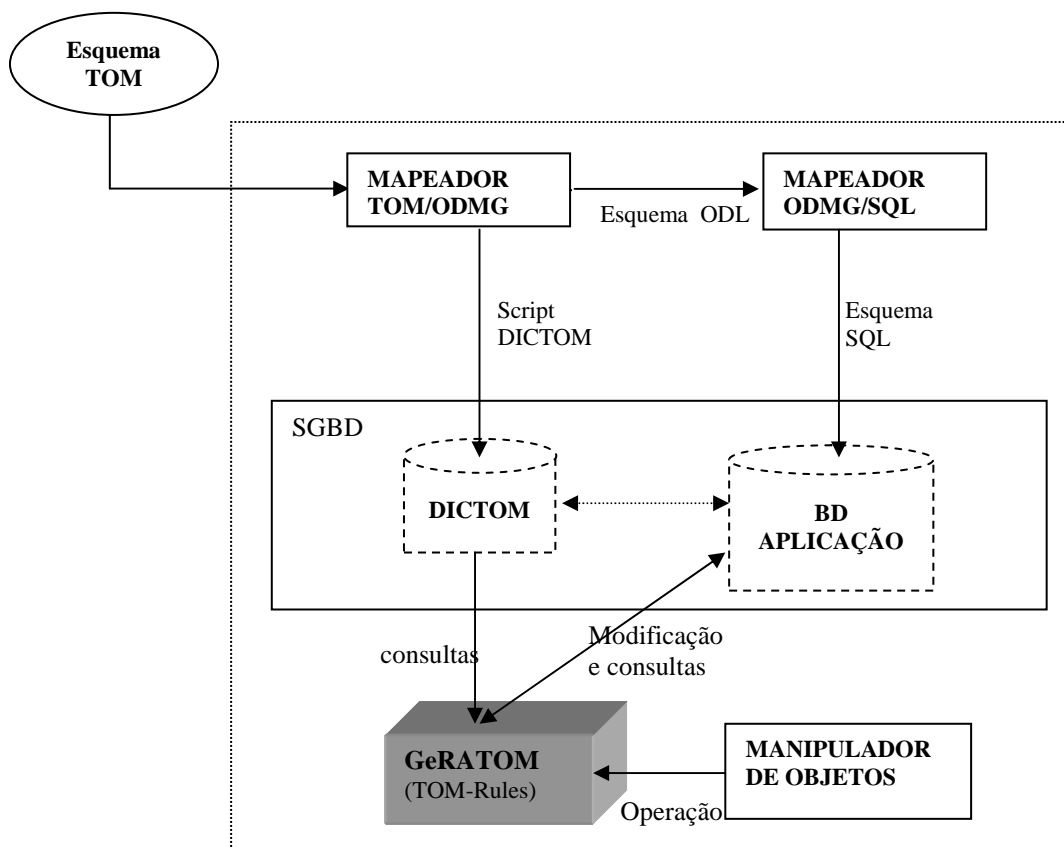 Esquema
TOM
MAPEADOR
TOM/ODMG
Esquema ODL
MAPEADOR
ODMG/SQL
Script
DICTOM
Esquema
SQL
SGBD
DICTOM
BD
APLICAÇÃO
consultas
Modificação
e consultas
GeRATOM
(TOM-Rules)
Operação
MANIPULADOR
DE OBJETOS